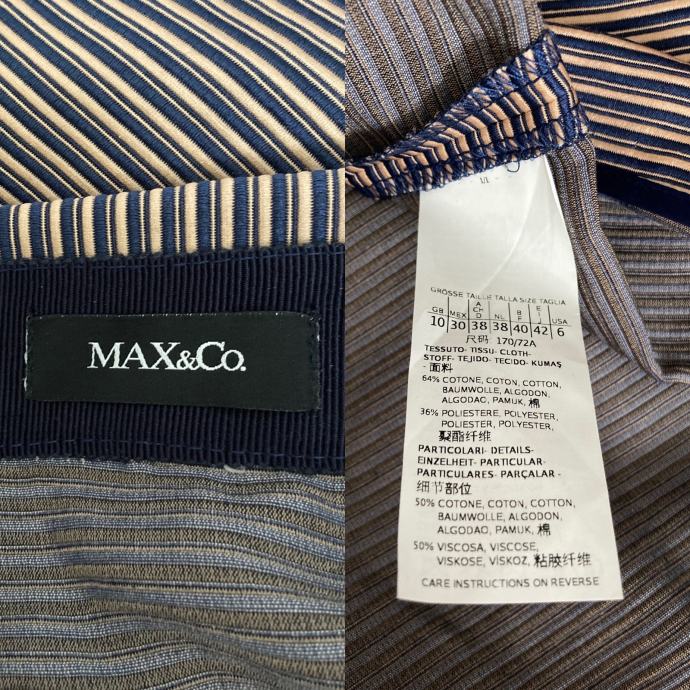 MAX&Co.
1/1
GRÖSSE TAILLE TALLA SIZE TAGLIA
GB MEX A CH D NL B F E I USA
10 30 38 38 40 42 6
尺码: 170/72A
TESSUTO- TISSU- CLOTH-
STOFF- TEJIDO- TECIDO- KUMAŞ
- 面料
64% COTONE, COTON, COTTON,
BAUMWOLLE, ALGODON,
ALGODAO, PAMUK, 棉
36% POLIESTERE, POLYESTER,
POLIESTER, POLYESTER,
聚酯纤维
PARTICOLARI- DETAILS-
EINZELHEIT- PARTICULAR-
PARTICULARES- PARÇALAR-
细节部位
50% COTONE, COTON, COTTON,
BAUMWOLLE, ALGODON,
ALGODAO, PAMUK, 棉
50% VISCOSA, VISCOSE,
VISKOSE, VİSKOZ, 粘胶纤维
CARE INSTRUCTIONS ON REVERSE